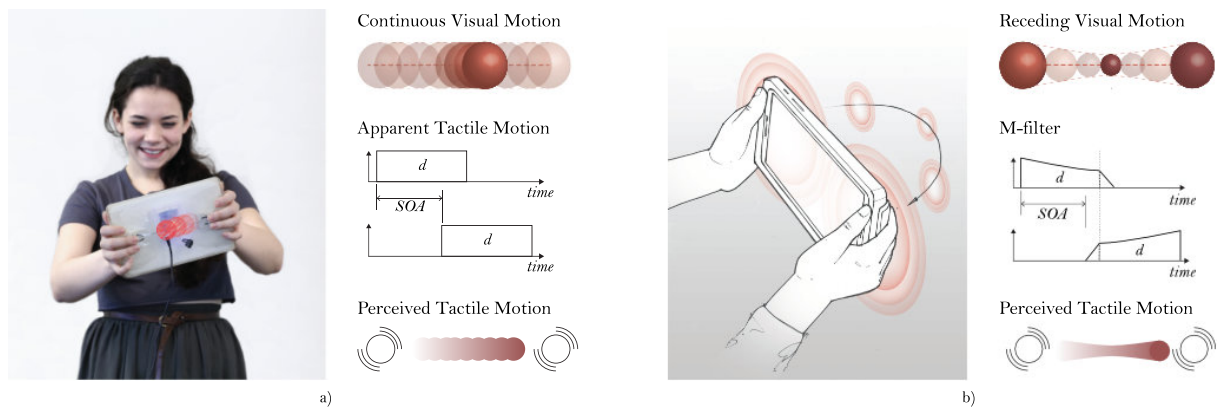 Continuous Visual Motion
Apparent Tactile Motion
d
time
SOA
d
time
Perceived Tactile Motion
a)
Receding Visual Motion
M-filter
d
time
SOA
d
time
Perceived Tactile Motion
b)